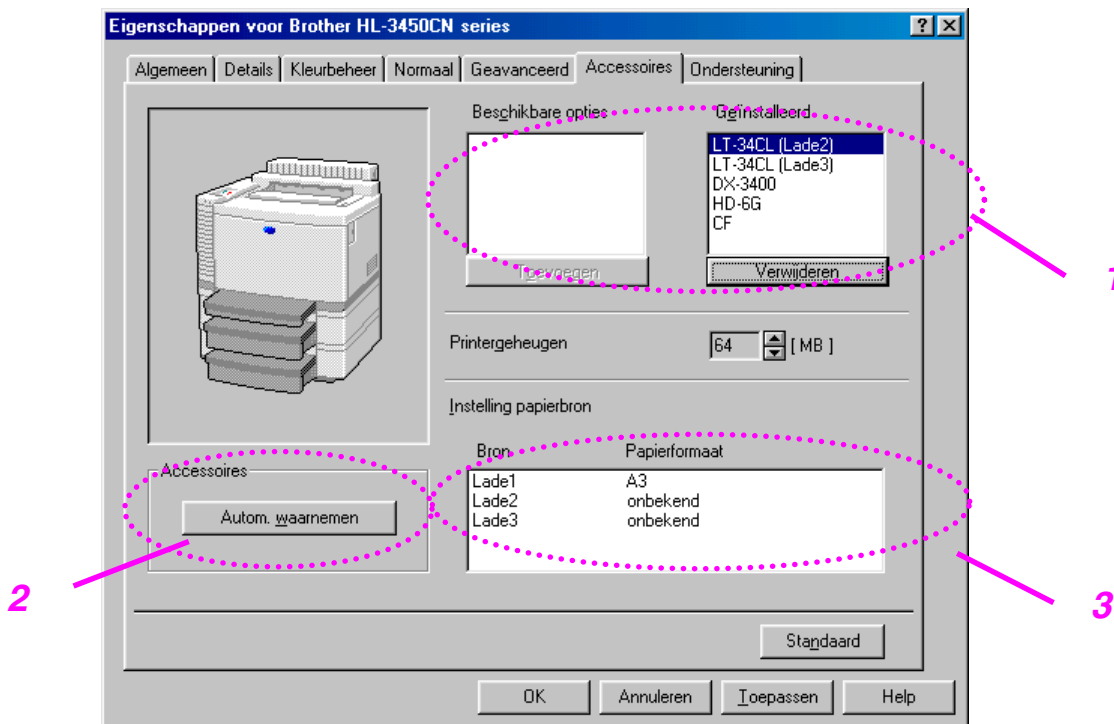 Eigenschappen voor Brother HL-3450CN series
Algemeen Details Kleurbeheer Normaal Geavanceerd Accessoires Ondersteuning
Beschikbare opties Geïnstalleerd
LT-34CL (Lade2)
LT-34CL (Lade3)
DX-3400
HD-6G
CF
Toevoegen Verwijderen
1
Printergeheugen 64 [ MB ]
Instelling papierbron
Bron Papierformaat
Lade1 A3
Lade2 onbekend
Lade3 onbekend
3
Accessoires
Autom. waarnemen
2
Standaard
OK Annuleren Toepassen Help